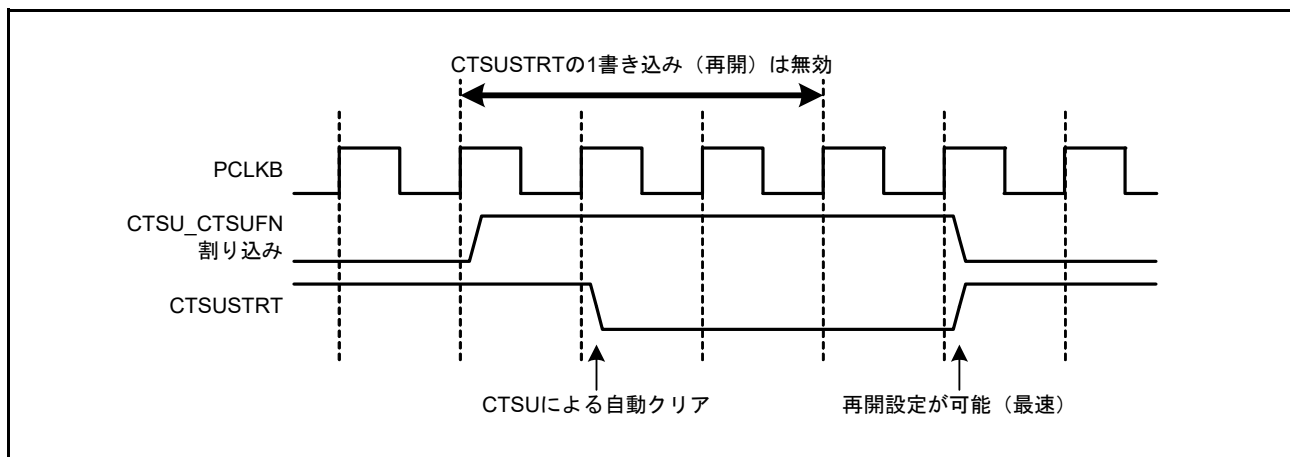 CTSUSTRTの1書き込み（再開）は無効
PCLKB
CTSU_CTSUFN
割り込み
CTSUSTRT
CTSUによる自動クリア
再開設定が可能（最速）